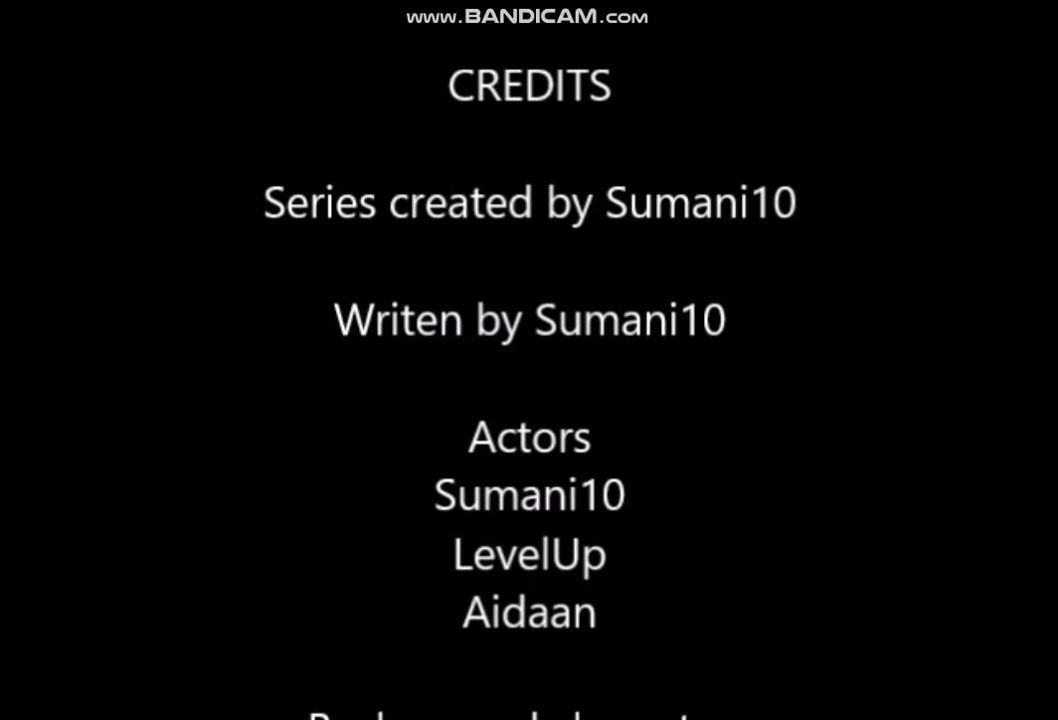 www.BANDICAM.com
CREDITS
Series created by Sumani10
Writen by Sumani10
Actors
Sumani10
LevelUp
Aidaan